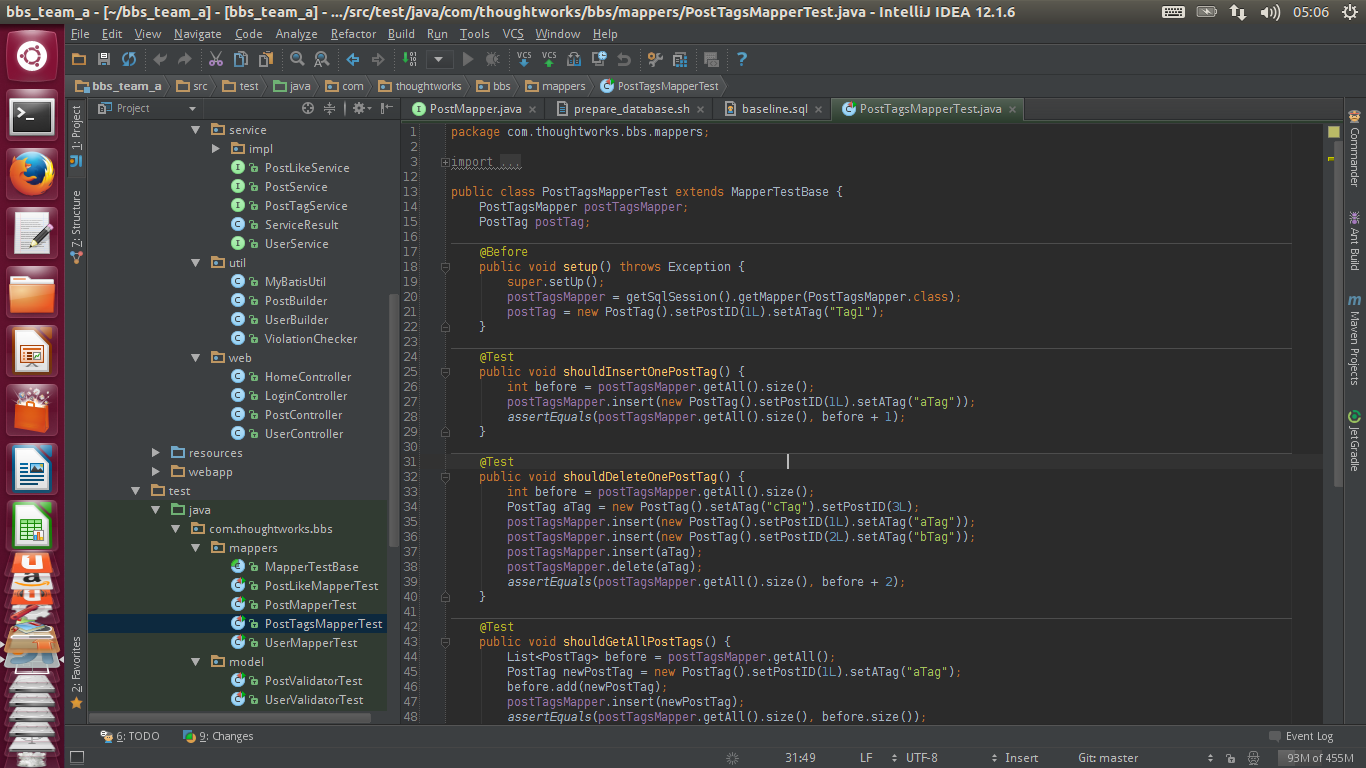 bbs_team_a - [~/bbs_team_a] - [bbs_team_a] - .../src/test/java/com/thoughtworks/bbs/mappers/PostTagsMapperTest.java - IntelliJ IDEA 12.1.6
05:06
File Edit View Navigate Code Analyze Refactor Build Run Tools VCS Window Help
VCS VCS
bbs_team_a src test java com thoughtworks bbs mappers PostTagsMapperTest
Project
PostMapper.java prepare_database.sh baseline.sql PostTagsMapperTest.java
1: Project
7: Structure
2: Favorites
service
impl
PostLikeService
PostService
PostTagService
ServiceResult
UserService
util
MyBatisUtil
PostBuilder
UserBuilder
ViolationChecker
web
HomeController
LoginController
PostController
UserController
resources
webapp
test
java
com.thoughtworks.bbs
mappers
MapperTestBase
PostLikeMapperTest
PostMapperTest
PostTagsMapperTest
UserMapperTest
model
PostValidatorTest
UserValidatorTest
1 package com.thoughtworks.bbs.mappers;
2
3 import ...
12
13 public class PostTagsMapperTest extends MapperTestBase {
14 PostTagsMapper postTagsMapper;
15 PostTag postTag;
16
17 @Before
18 public void setup() throws Exception {
19 super.setUp();
20 postTagsMapper = getSqlSession().getMapper(PostTagsMapper.class);
21 postTag = new PostTag().setPostID(1L).setATag("Tag1");
22 }
23
24 @Test
25 public void shouldInsertOnePostTag() {
26 int before = postTagsMapper.getAll().size();
27 postTagsMapper.insert(new PostTag().setPostID(1L).setATag("aTag"));
28 assertEquals(postTagsMapper.getAll().size(), before + 1);
29 }
30
31 @Test
32 public void shouldDeleteOnePostTag() {
33 int before = postTagsMapper.getAll().size();
34 PostTag aTag = new PostTag().setATag("cTag").setPostID(3L);
35 postTagsMapper.insert(new PostTag().setPostID(1L).setATag("aTag"));
36 postTagsMapper.insert(new PostTag().setPostID(2L).setATag("bTag"));
37 postTagsMapper.insert(aTag);
38 postTagsMapper.delete(aTag);
39 assertEquals(postTagsMapper.getAll().size(), before + 2);
40 }
41
42 @Test
43 public void shouldGetAllPostTags() {
44 List<PostTag> before = postTagsMapper.getAll();
45 PostTag newPostTag = new PostTag().setPostID(1L).setATag("aTag");
46 before.add(newPostTag);
47 postTagsMapper.insert(newPostTag);
48 assertEquals(postTagsMapper.getAll().size(), before.size());
Commander
Ant Build
Maven Projects
JetGradle
6: TODO 9: Changes Event Log
31:49 LF UTF-8 Insert Git: master 93M of 455M